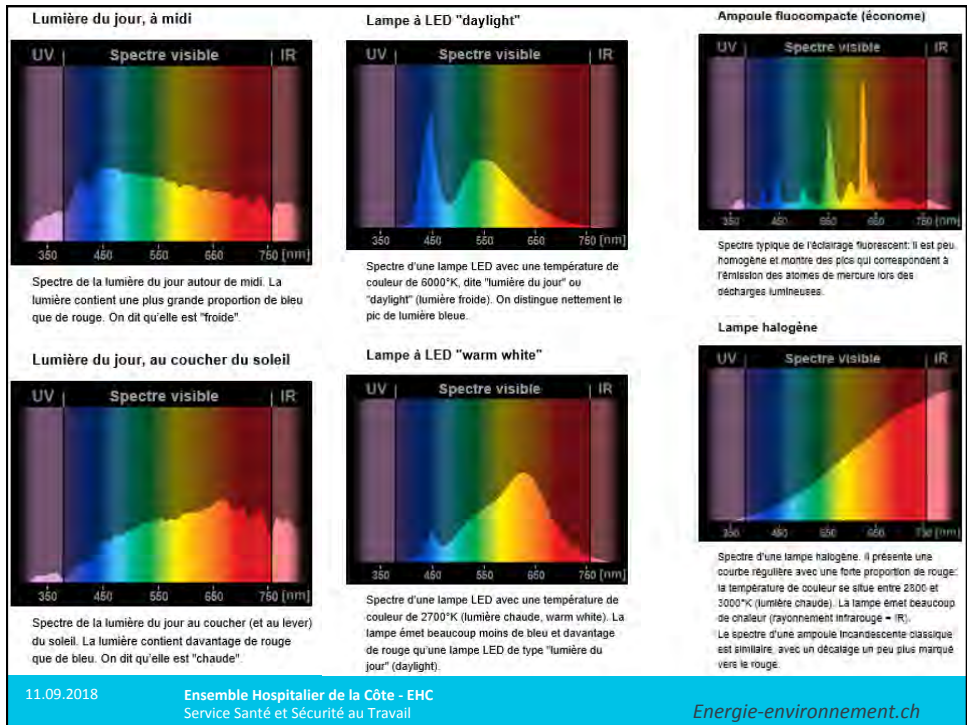 Lumière du jour, à midi
UV | Spectre visible | IR
350 450 550 650 750 [nm]
Spectre de la lumière du jour autour de midi. La
lumière contient une plus grande proportion de bleu
que de rouge. On dit qu'elle est "froide".
Lumière du jour, au coucher du soleil
UV | Spectre visible | IR
350 450 550 650 750 [nm]
Spectre de la lumière du jour au coucher (et au lever)
du soleil. La lumière contient davantage de rouge
que de bleu. On dit qu'elle est "chaude"
Lampe à LED "daylight"
UV | Spectre visible | IR
350 450 550 650 750 [nm]
Spectre d'une lampe LED avec une température de
couleur de 6000°K, dite "lumière du jour" ou
"daylight" (lumière froide). On distingue nettement le
pic de lumière bleue.
Lampe à LED "warm white"
UV | Spectre visible | IR
350 450 550 650 750 [nm]
Spectre d'une lampe LED avec une température de
couleur de 2700°K (lumière chaude, warm white). La
lampe émet beaucoup moins de bleu et davantage
de rouge qu'une lampe LED de type "lumière du
jour" (daylight).
Ampoule fluocompacte (économe)
UV | Spectre visible | IR
350 450 550 650 750 [nm]
Spectre typique de l'éclairage fluorescent: il est peu
homogène et montre des pics qui correspondent à
l'émission des atomes de mercure lors des
décharges lumineuses.
Lampe halogène
UV | Spectre visible | IR
350 450 550 650 750 [nm]
Spectre d'une lampe halogène. Il présente une
courbe régulière avec une forte proportion de rouge:
la température de couleur se situe entre 2800 et
3000°K (lumière chaude). La lampe émet beaucoup
de chaleur (rayonnement infrarouge = IR).
Le spectre d'une ampoule incandescente classique
est similaire, avec un décalage un peu plus marqué
vers le rouge.
11.09.2018
Ensemble Hospitalier de la Côte - EHC
Service Santé et Sécurité au Travail
Energie-environnement.ch